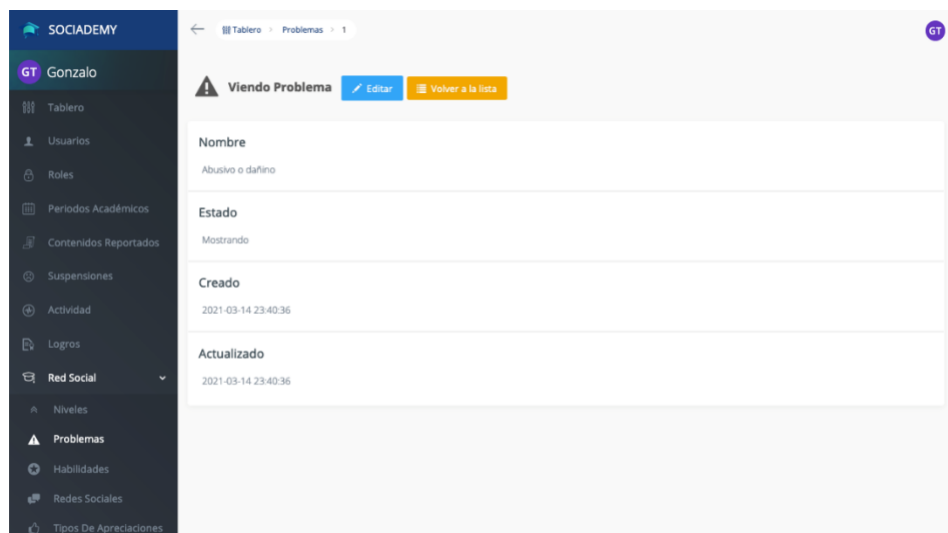 SOCIADEMY
Tablero > Problemas > 1
GT
GT Gonzalo
Tablero
Usuarios
Roles
Periodos Académicos
Contenidos Reportados
Suspensiones
Actividad
Logros
Red Social
Niveles
Problemas
Habilidades
Redes Sociales
Tipos De Apreciaciones
Viendo Problema
Editar
Volver a la lista
Nombre
Abusivo o dañino
Estado
Mostrando
Creado
2021-03-14 23:40:36
Actualizado
2021-03-14 23:40:36